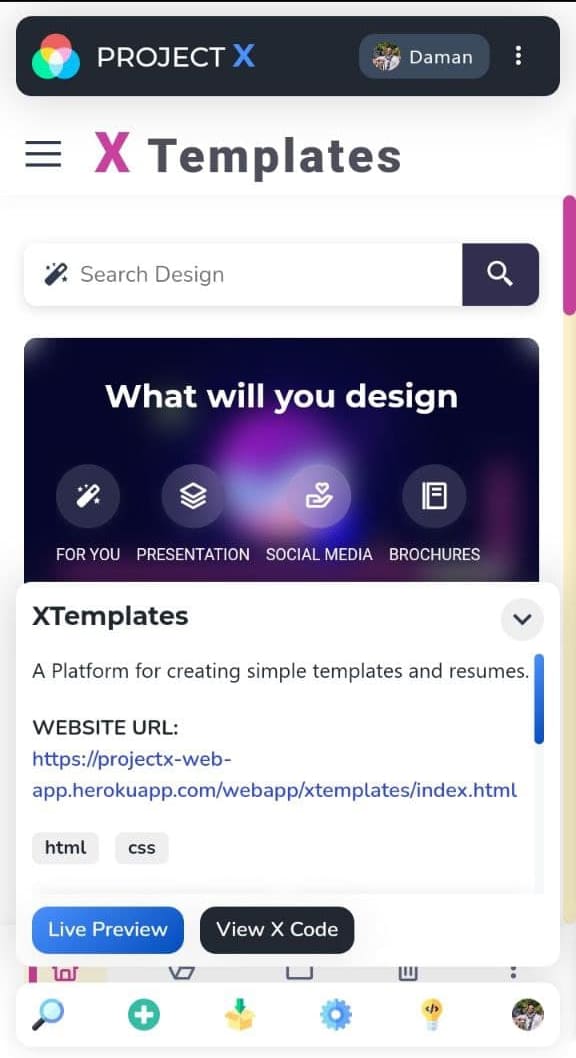 PROJECT X
Daman
X Templates
Search Design
What will you design
FOR YOU PRESENTATION SOCIAL MEDIA BROCHURES
XTemplates
A Platform for creating simple templates and resumes.
WEBSITE URL:
https://projectx-web-
app.herokuapp.com/webapp/xtemplates/index.html
html css
Live Preview View X Code